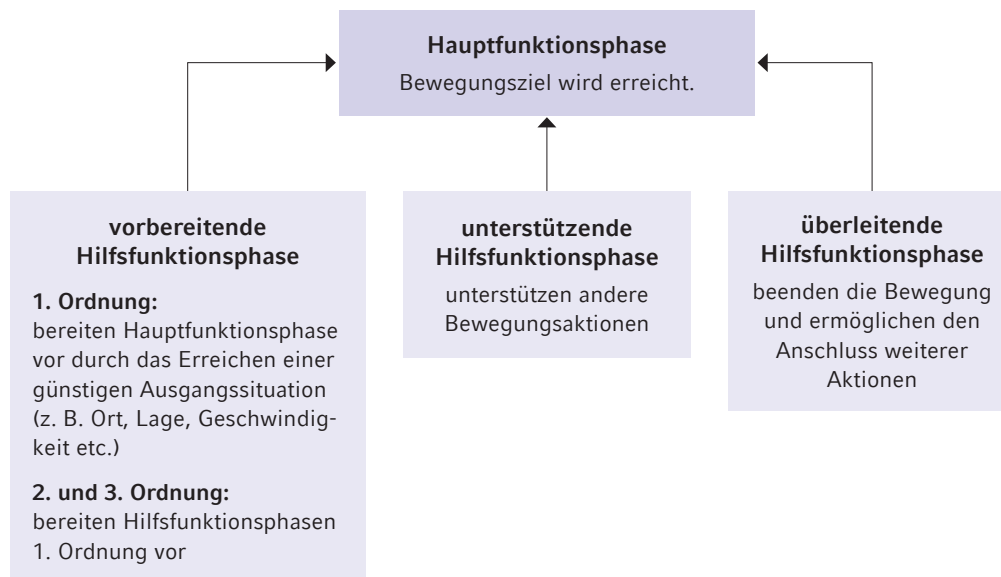 Hauptfunktionsphase
Bewegungsziel wird erreicht.
vorbereitende
Hilfsfunktionsphase
1. Ordnung:
bereiten Hauptfunktionsphase
vor durch das Erreichen einer
günstigen Ausgangssituation
(z. B. Ort, Lage, Geschwindig-
keit etc.)
2. und 3. Ordnung:
bereiten Hilfsfunktionsphasen
1. Ordnung vor
unterstützende
Hilfsfunktionsphase
unterstützen andere
Bewegungsaktionen
überleitende
Hilfsfunktionsphase
beenden die Bewegung
und ermöglichen den
Anschluss weiterer
Aktionen